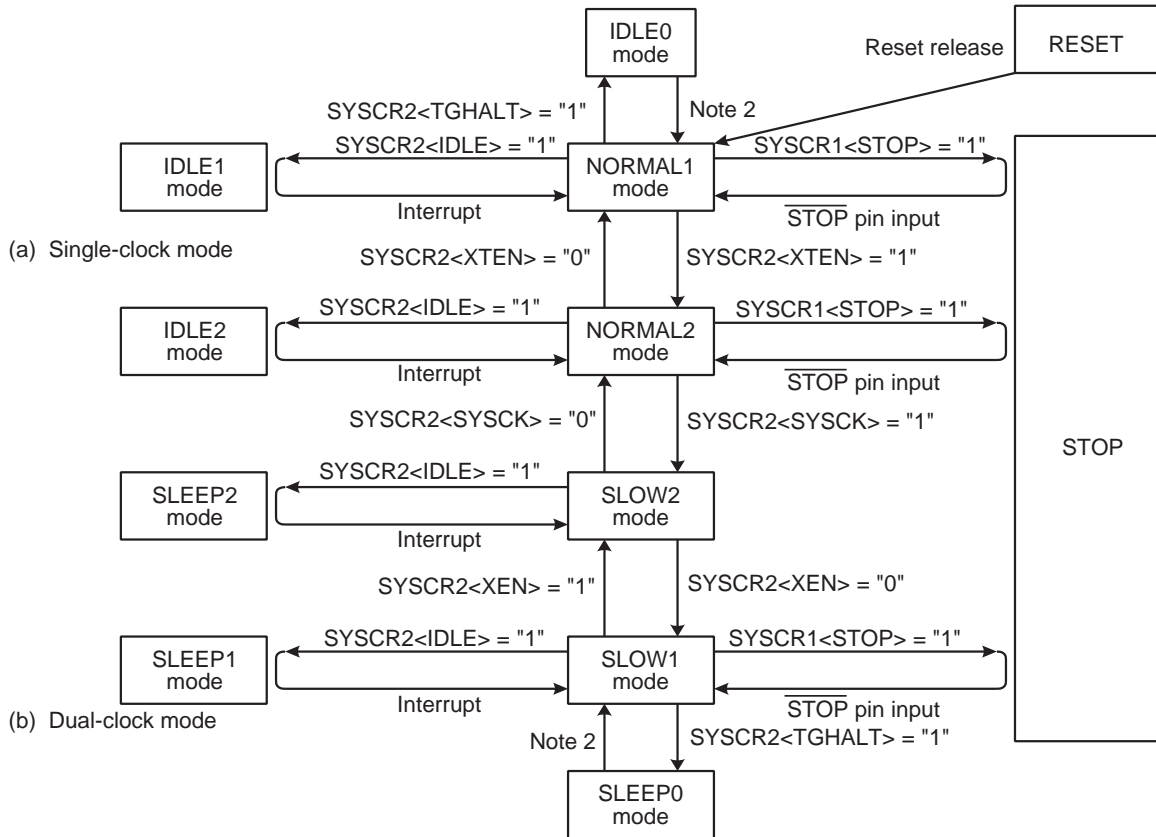 IDLE0
mode
Reset release
RESET
SYSCR2<TGHALT> = "1"
Note 2
IDLE1
mode
SYSCR2<IDLE> = "1"
Interrupt
NORMAL1
mode
SYSCR1<STOP> = "1"
STOP pin input
(a) Single-clock mode
SYSCR2<XTEN> = "0"
SYSCR2<XTEN> = "1"
IDLE2
mode
SYSCR2<IDLE> = "1"
Interrupt
NORMAL2
mode
SYSCR1<STOP> = "1"
STOP pin input
SYSCR2<SYSCK> = "0"
SYSCR2<SYSCK> = "1"
STOP
SLEEP2
mode
SYSCR2<IDLE> = "1"
Interrupt
SLOW2
mode
SYSCR2<XEN> = "1"
SYSCR2<XEN> = "0"
SLEEP1
mode
SYSCR2<IDLE> = "1"
Interrupt
SLOW1
mode
SYSCR1<STOP> = "1"
STOP pin input
(b) Dual-clock mode
Note 2
SYSCR2<TGHALT> = "1"
SLEEP0
mode